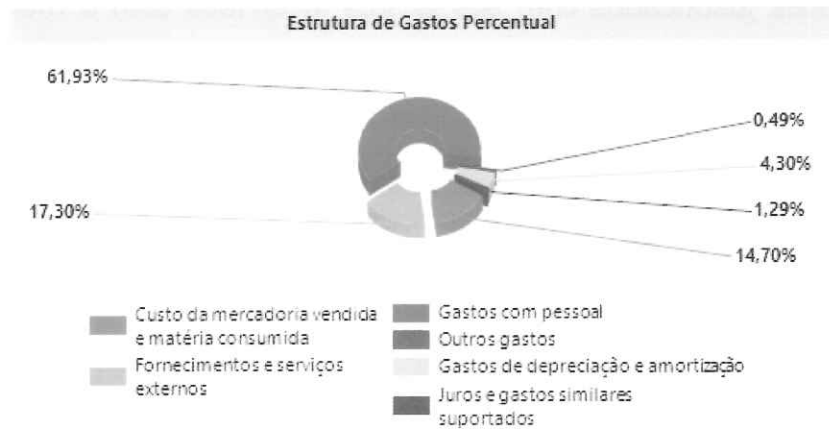 Estrutura de Gastos Percentual
61,93%
0,49%
4,30%
17,30%
1,29%
14,70%
Custo da mercadoria vendida
e matéria consumida
Fornecimentos e serviços
externos
Gastos com pessoal
Outros gastos
Gastos de depreciação e amortização
Juros e gastos similares
suportados